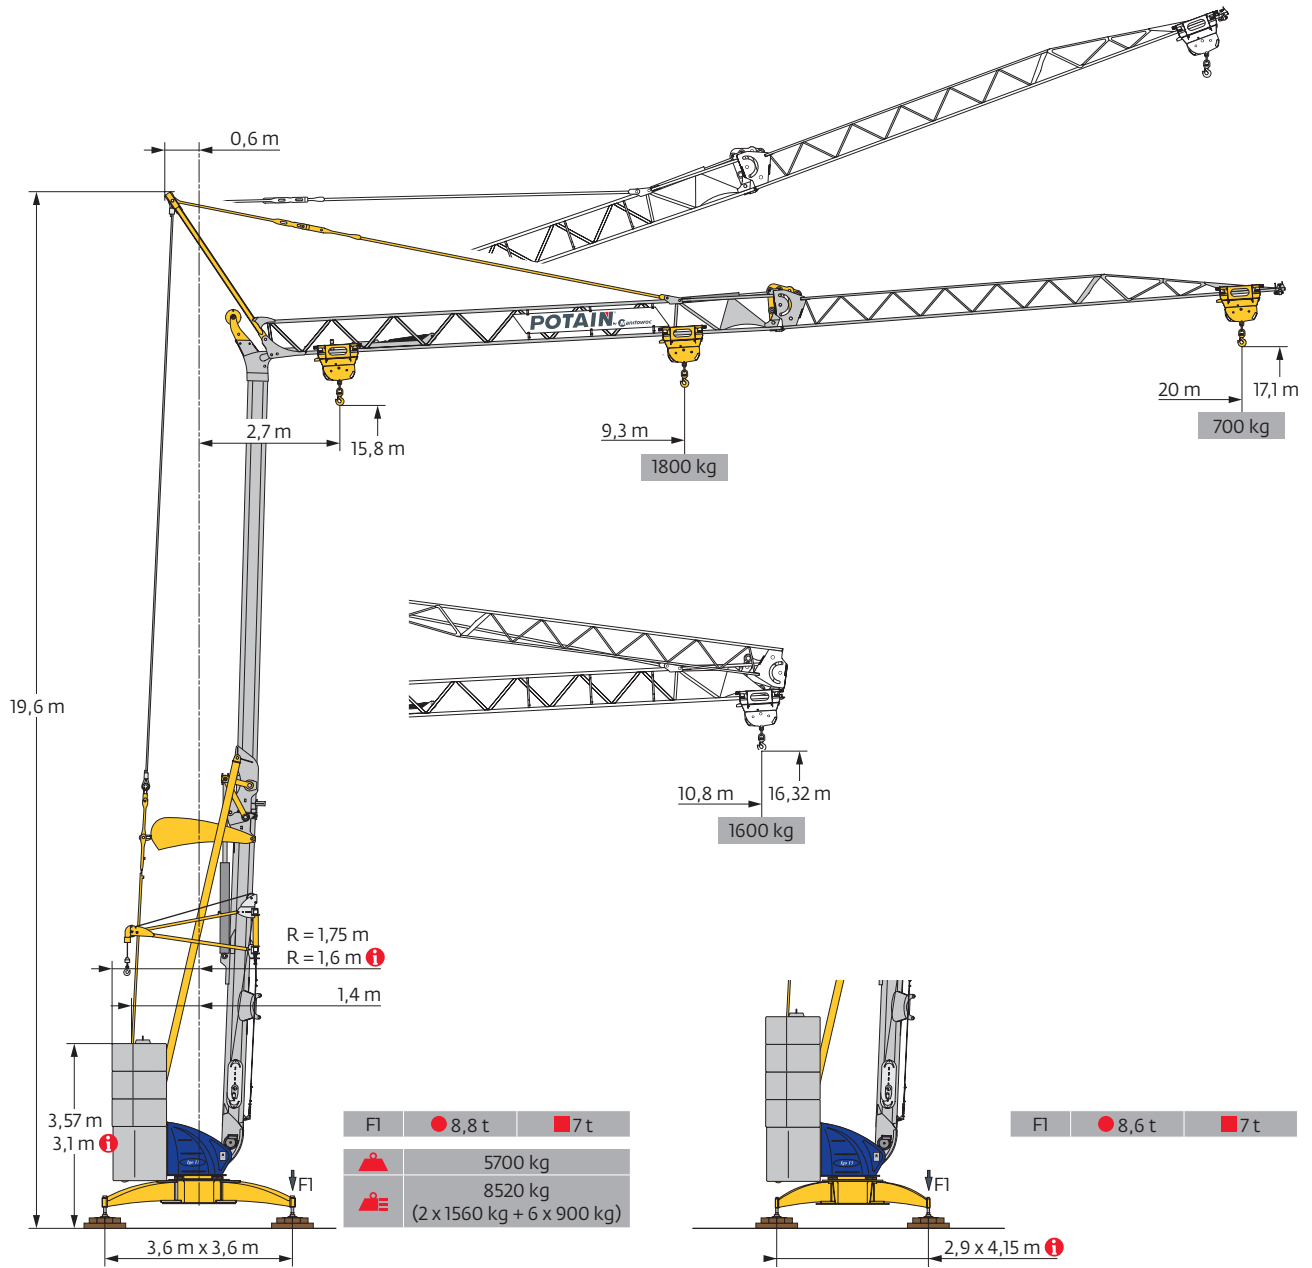 0,6 m
POTAIN by Manitowoc
2,7 m
15,8 m
9,3 m
1800 kg
20 m
17,1 m
700 kg
19,6 m
10,8 m
16,32 m
1600 kg
R = 1,75 m
R = 1,6 m i
1,4 m
3,57 m
3,1 m i
F1
3,6 m x 3,6 m
F1 8,8 t 7 t
5700 kg
8520 kg
(2 x 1560 kg + 6 x 900 kg)
F1 8,6 t 7 t
F1
2,9 x 4,15 m i